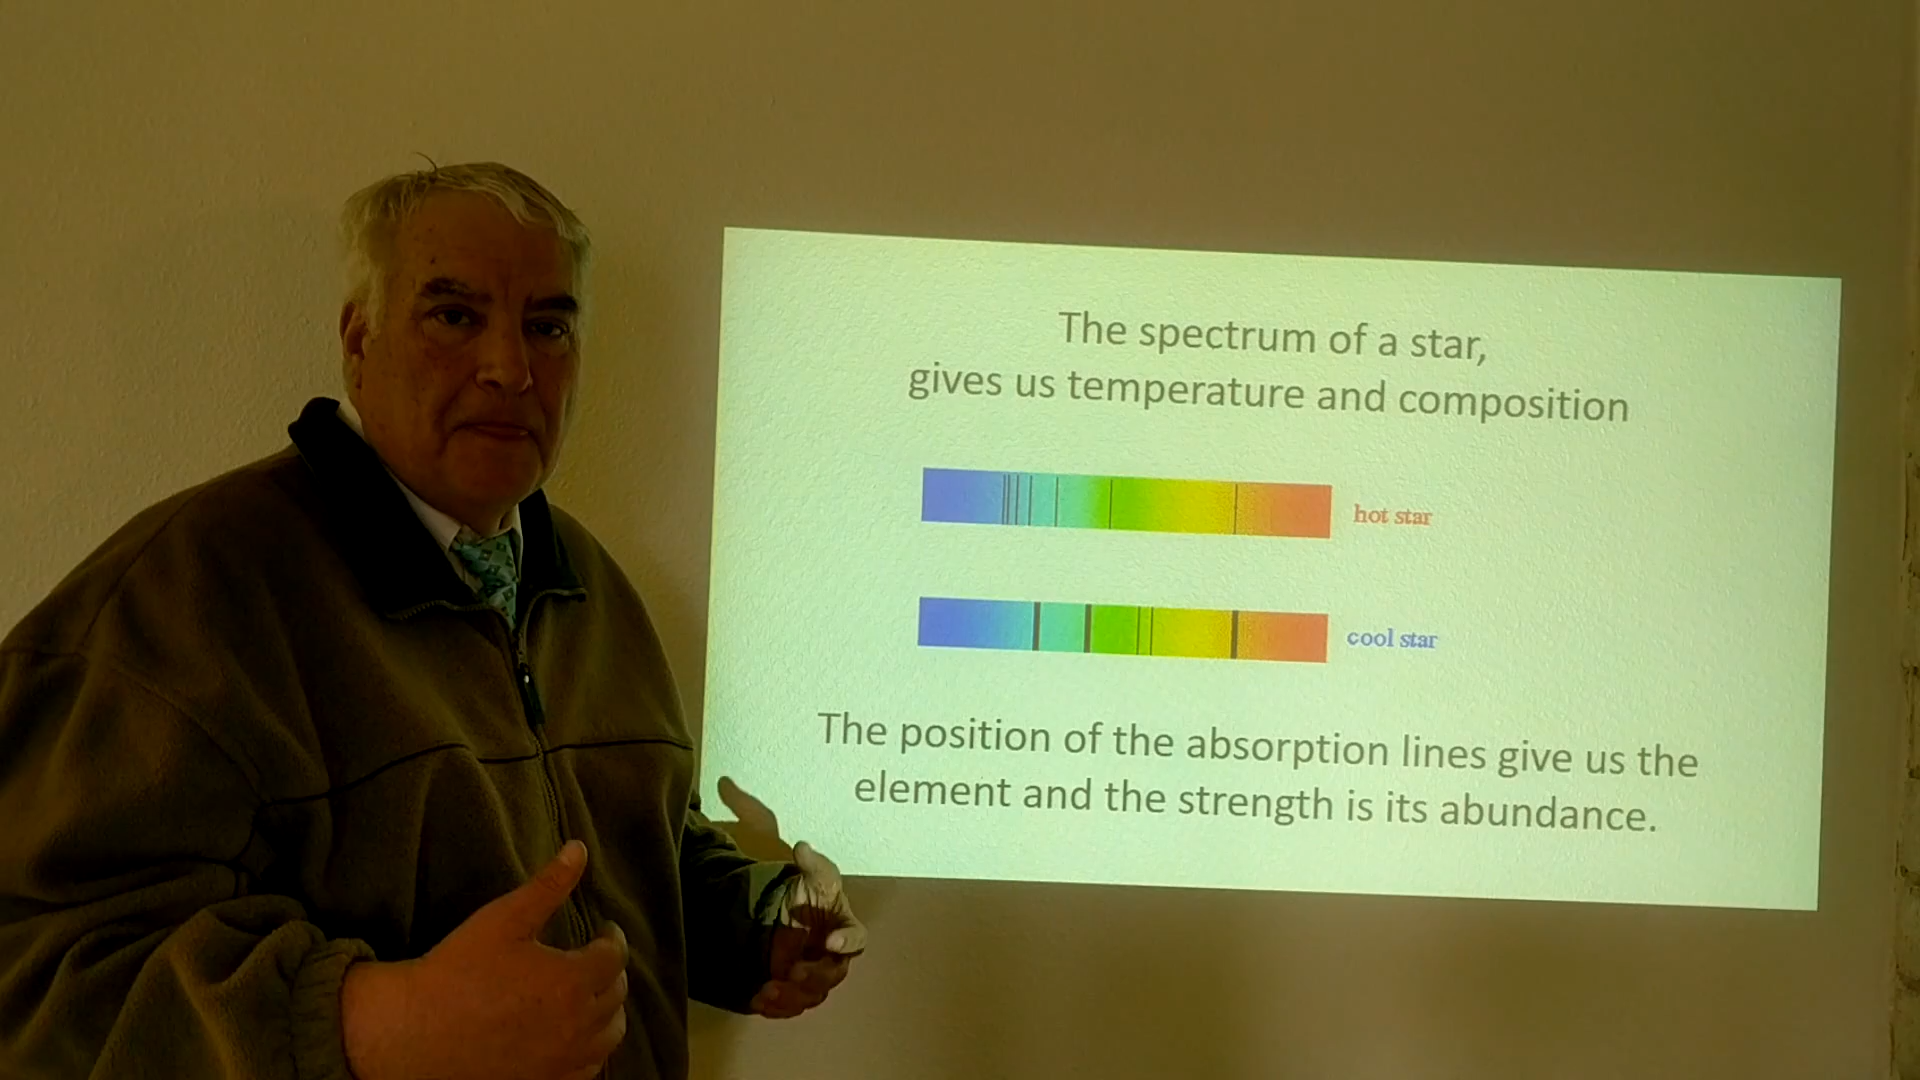 The spectrum of a star,
gives us temperature and composition
hot star
cool star
The position of the absorption lines give us the
element and the strength is its abundance.